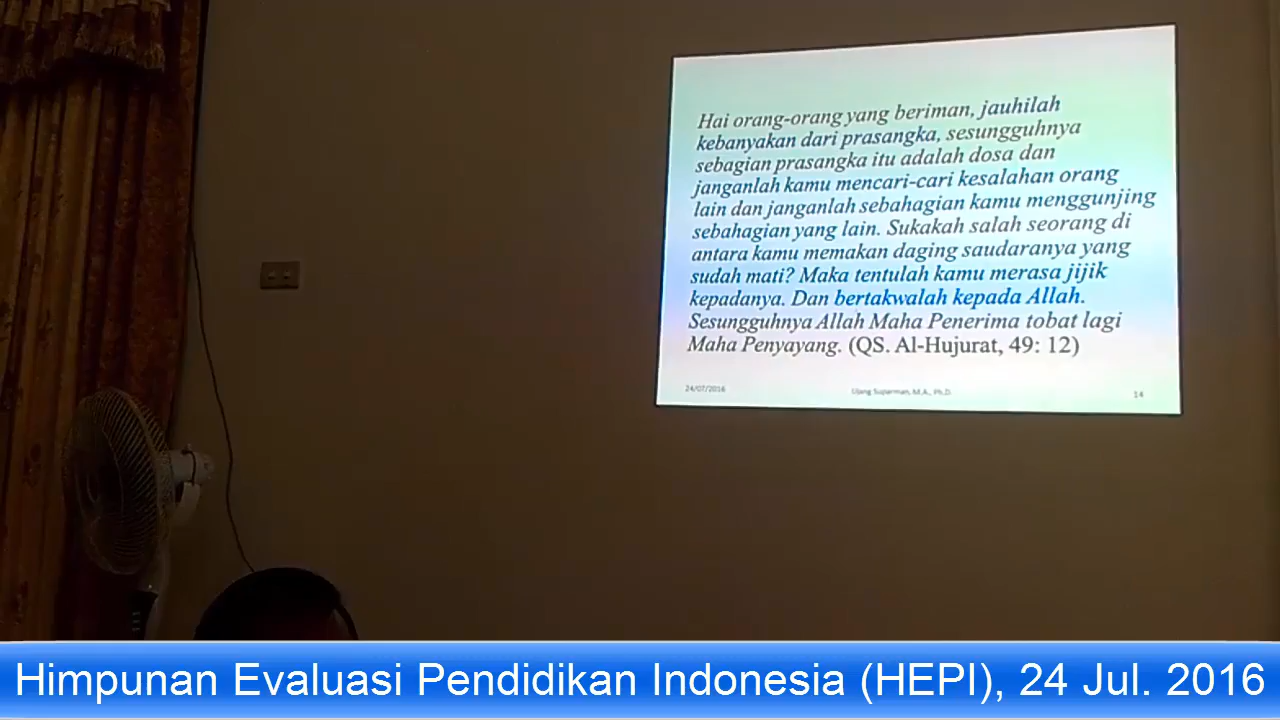 Hai orang-orang yang beriman, jauhilah
kebanyakan dari prasangka, sesungguhnya
sebagian prasangka itu adalah dosa dan
janganlah kamu mencari-cari kesalahan orang
lain dan janganlah sebahagian kamu menggunjing
sebahagian yang lain. Sukakah salah seorang di
antara kamu memakan daging saudaranya yang
sudah mati? Maka tentulah kamu merasa jijik
kepadanya. Dan bertakwalah kepada Allah.
Sesungguhnya Allah Maha Penerima tobat lagi
Maha Penyayang. (QS. Al-Hujurat, 49: 12)
24/07/2016 Ujang Suparman, M.A., Ph.D. 14
Himpunan Evaluasi Pendidikan Indonesia (HEPI), 24 Jul. 2016